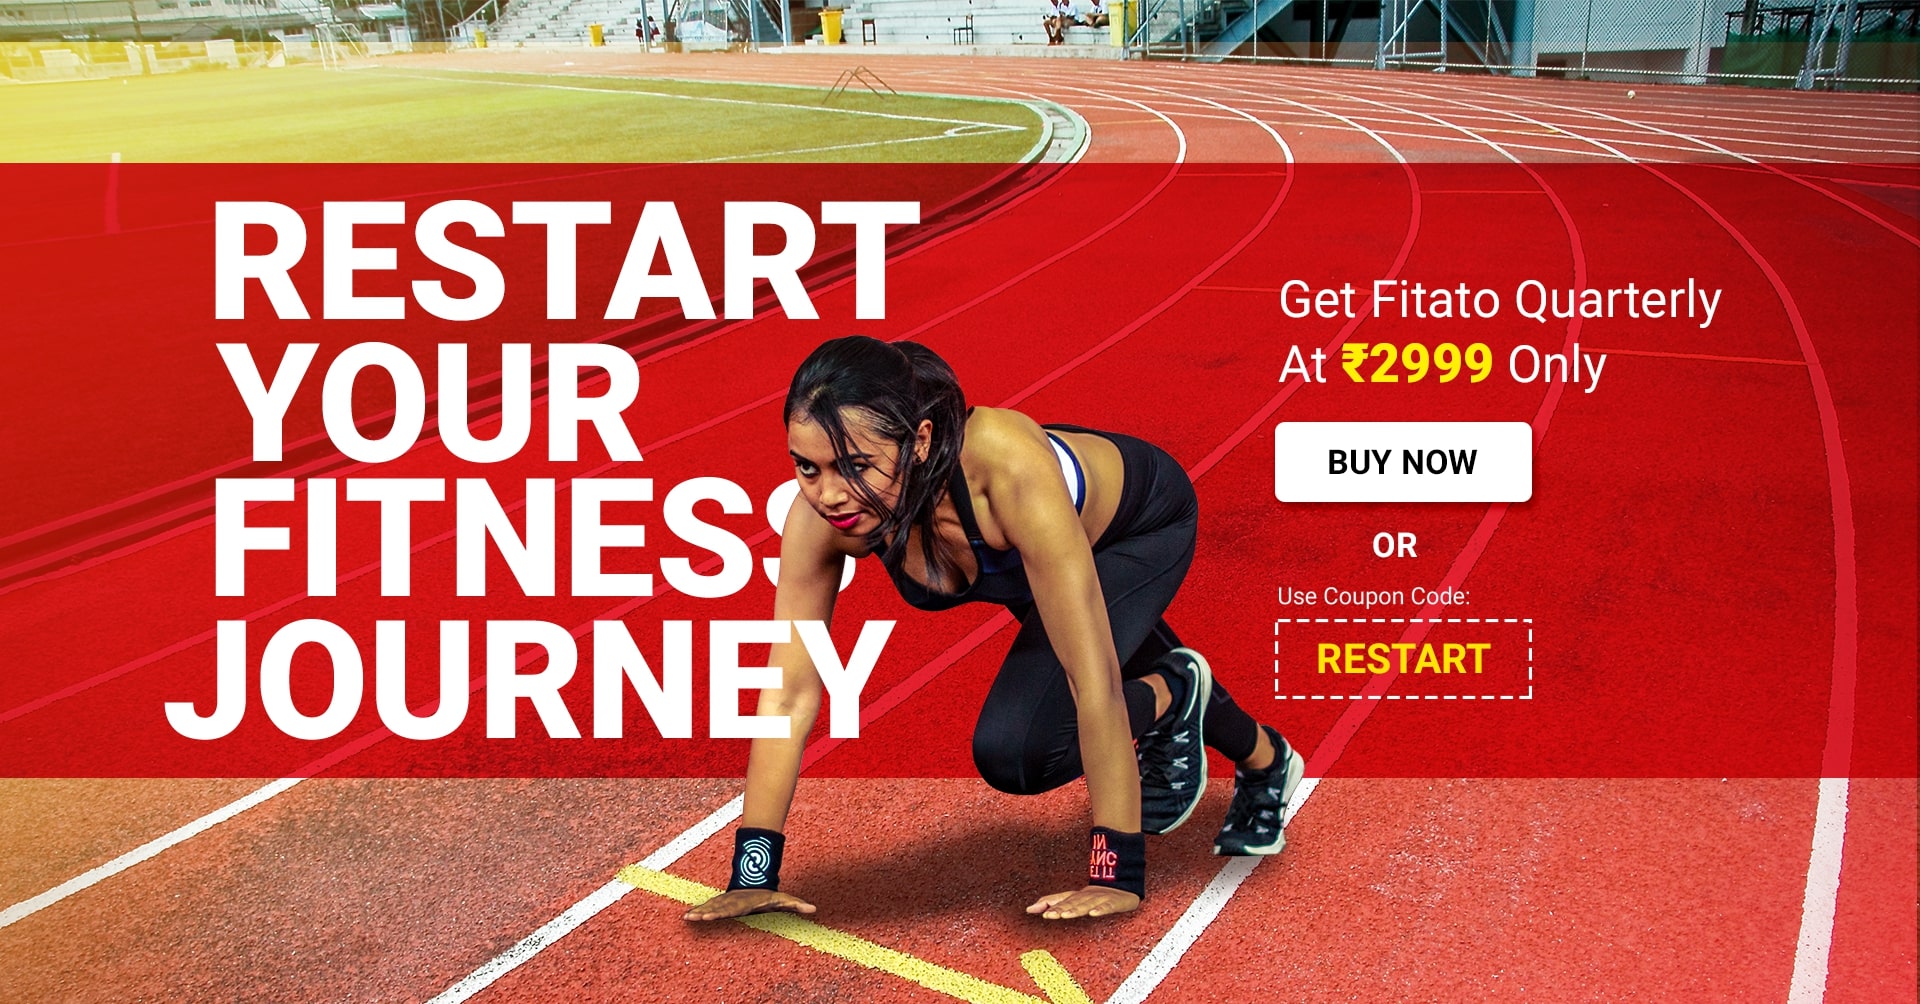 RESTART
YOUR
FITNESS
JOURNEY
Get Fitato Quarterly
At ₹2999 Only
BUY NOW
OR
Use Coupon Code:
RESTART